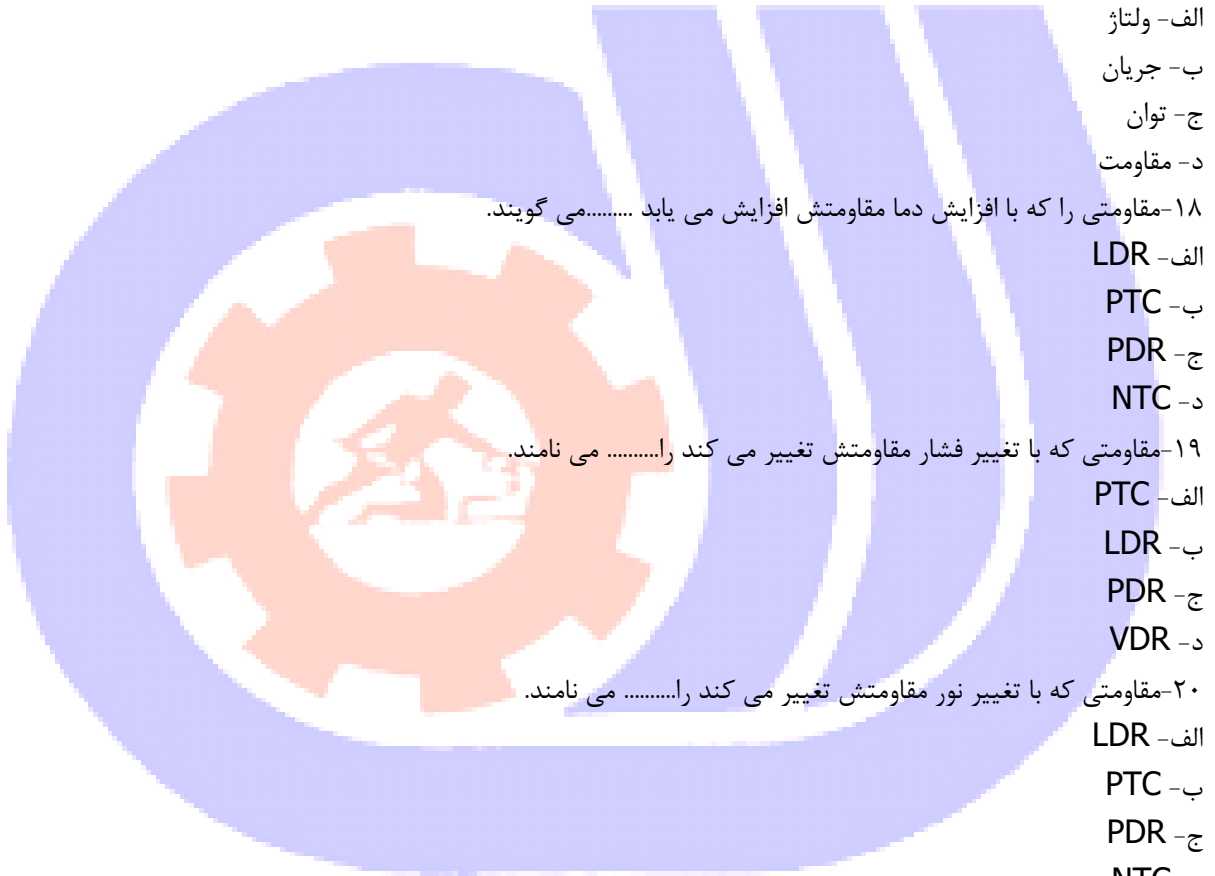 الف- ولتاژ
ب- جریان
ج- توان
د- مقاومت
۱۸-مقاومتی را که با افزایش دما مقاومتش افزایش می یابد .........می گویند.
الف- LDR
ب- PTC
ج- PDR
د- NTC
۱۹-مقاومتی که با تغییر فشار مقاومتش تغییر می کند را.......... می نامند.
الف- PTC
ب- LDR
ج- PDR
د- VDR
۲۰-مقاومتی که با تغییر نور مقاومتش تغییر می کند را.......... می نامند.
الف- LDR
ب- PTC
ج- PDR